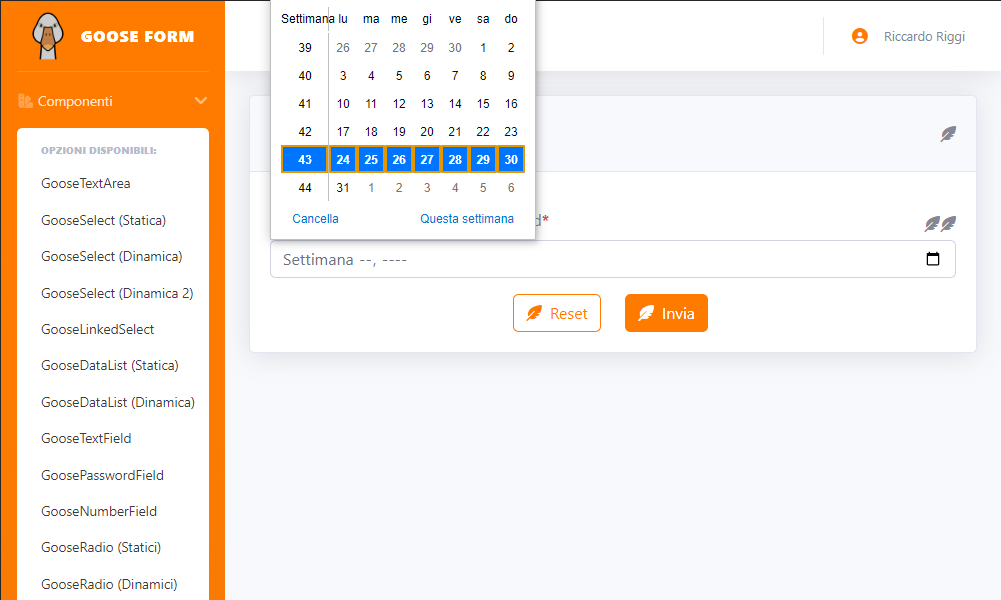 GOOSE FORM
Componenti
OPZIONI DISPONIBILI:
GooseTextArea
GooseSelect (Statica)
GooseSelect (Dinamica)
GooseSelect (Dinamica 2)
GooseLinkedSelect
GooseDataList (Statica)
GooseDataList (Dinamica)
GooseTextField
GoosePasswordField
GooseNumberField
GooseRadio (Statici)
GooseRadio (Dinamici)
Riccardo Riggi
Settimana lu ma me gi ve sa do
39 26 27 28 29 30 1 2
40 3 4 5 6 7 8 9
41 10 11 12 13 14 15 16
42 17 18 19 20 21 22 23
43 24 25 26 27 28 29 30
44 31 1 2 3 4 5 6
Cancella Questa settimana
d*
Settimana --, ----
Reset Invia